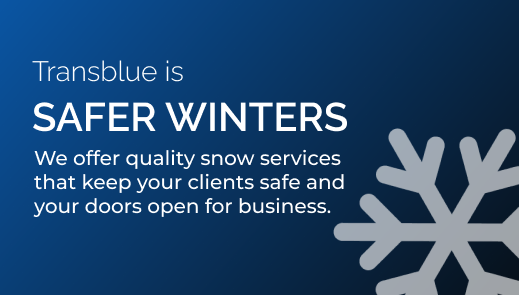 Transblue is
SAFER WINTERS
We offer quality snow services
that keep your clients safe and
your doors open for business.